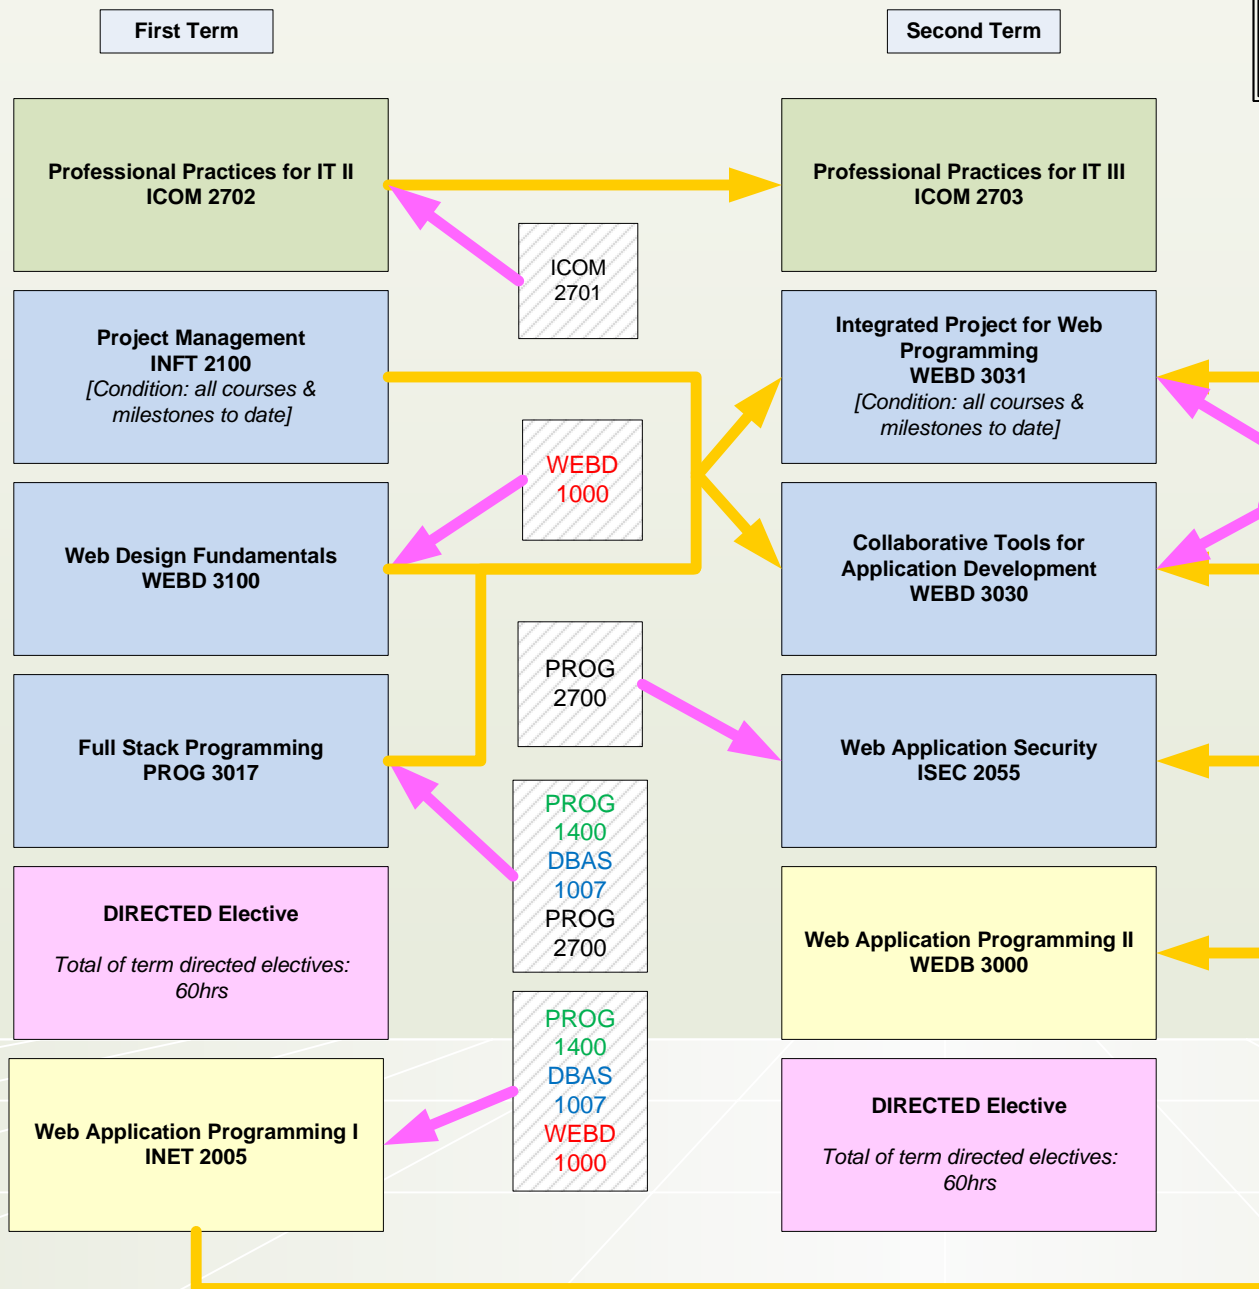 First Term
Second Term
Professional Practices for IT II
ICOM 2702
Professional Practices for IT III
ICOM 2703
ICOM
2701
Project Management
INFT 2100
[Condition: all courses &
milestones to date]
Integrated Project for Web
Programming
WEBD 3031
[Condition: all courses &
milestones to date]
WEBD
1000
Web Design Fundamentals
WEBD 3100
Collaborative Tools for
Application Development
WEBD 3030
PROG
2700
Full Stack Programming
PROG 3017
Web Application Security
ISEC 2055
PROG
1400
DBAS
1007
PROG
2700
DIRECTED Elective
Total of term directed electives:
60hrs
Web Application Programming II
WEDB 3000
PROG
1400
DBAS
1007
WEBD
1000
Web Application Programming I
INET 2005
DIRECTED Elective
Total of term directed electives:
60hrs